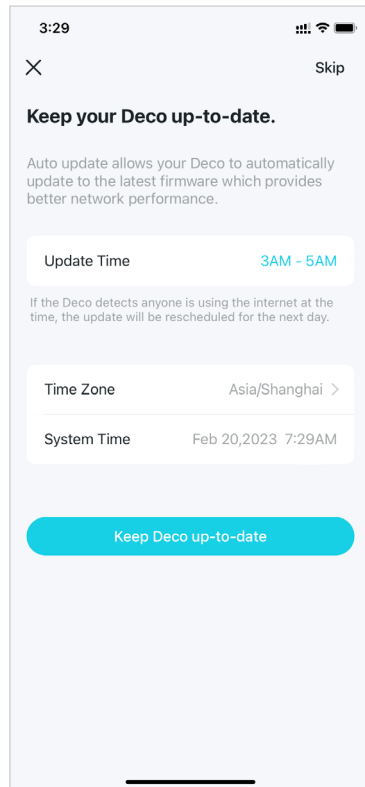 3:29
Skip
Keep your Deco up-to-date.
Auto update allows your Deco to automatically
update to the latest firmware which provides
better network performance.
Update Time 3AM - 5AM
If the Deco detects anyone is using the internet at the
time, the update will be rescheduled for the next day.
Time Zone Asia/Shanghai
System Time Feb 20,2023 7:29AM
Keep Deco up-to-date